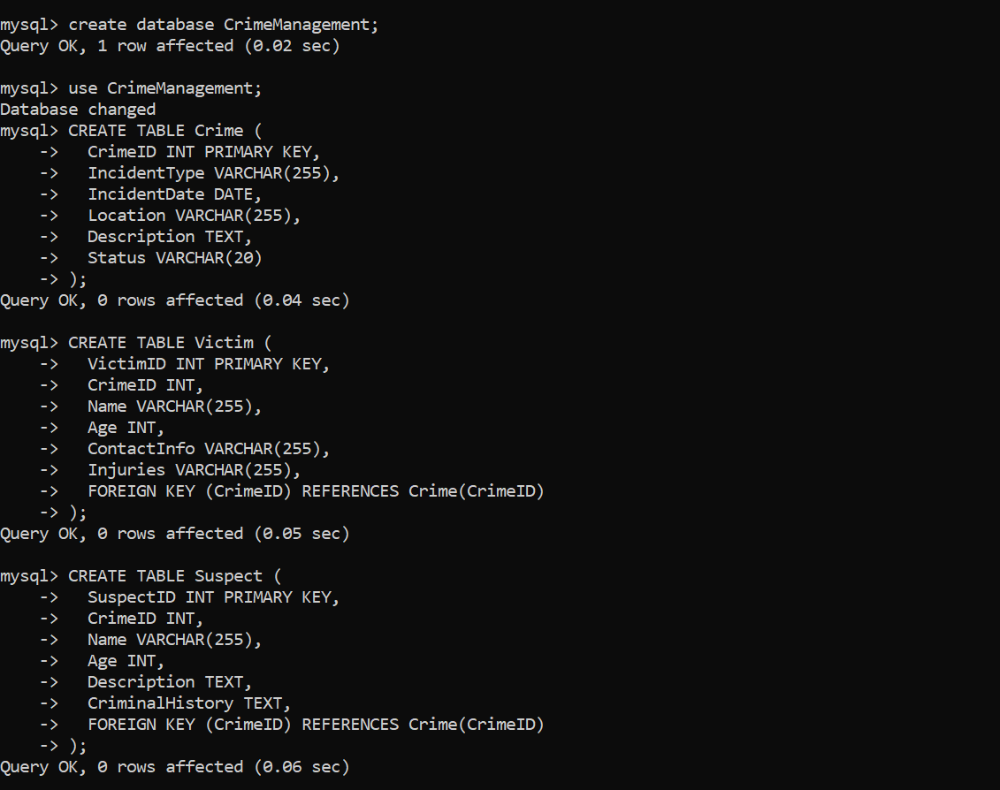 mysql> create database CrimeManagement;
Query OK, 1 row affected (0.02 sec)
mysql> use CrimeManagement;
Database changed
mysql> CREATE TABLE Crime (
    ->   CrimeID INT PRIMARY KEY,
    ->   IncidentType VARCHAR(255),
    ->   IncidentDate DATE,
    ->   Location VARCHAR(255),
    ->   Description TEXT,
    ->   Status VARCHAR(20)
    -> );
Query OK, 0 rows affected (0.04 sec)
mysql> CREATE TABLE Victim (
    ->   VictimID INT PRIMARY KEY,
    ->   CrimeID INT,
    ->   Name VARCHAR(255),
    ->   Age INT,
    ->   ContactInfo VARCHAR(255),
    ->   Injuries VARCHAR(255),
    ->   FOREIGN KEY (CrimeID) REFERENCES Crime(CrimeID)
    -> );
Query OK, 0 rows affected (0.05 sec)
mysql> CREATE TABLE Suspect (
    ->   SuspectID INT PRIMARY KEY,
    ->   CrimeID INT,
    ->   Name VARCHAR(255),
    ->   Age INT,
    ->   Description TEXT,
    ->   CriminalHistory TEXT,
    ->   FOREIGN KEY (CrimeID) REFERENCES Crime(CrimeID)
    -> );
Query OK, 0 rows affected (0.06 sec)